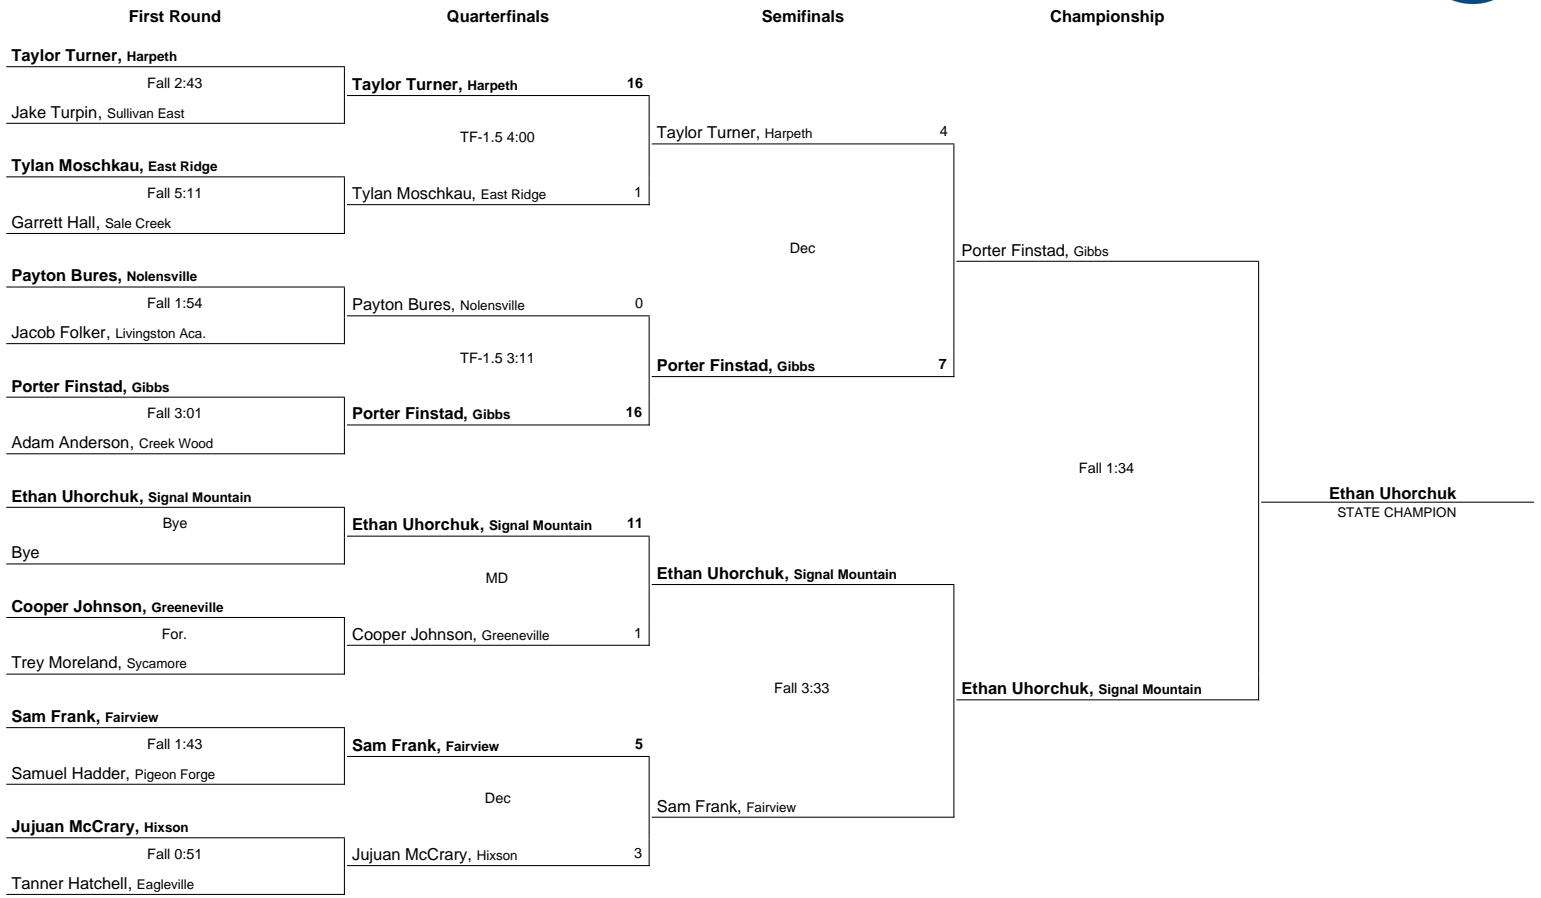 First Round
Quarterfinals
Semifinals
Championship
Taylor Turner, Harpeth
Fall 2:43
Jake Turpin, Sullivan East
Tylan Moschkau, East Ridge
Fall 5:11
Garrett Hall, Sale Creek
Payton Bures, Nolensville
Fall 1:54
Jacob Folker, Livingston Aca.
Porter Finstad, Gibbs
Fall 3:01
Adam Anderson, Creek Wood
Ethan Uhorchuk, Signal Mountain
Bye
Bye
Cooper Johnson, Greeneville
For.
Trey Moreland, Sycamore
Sam Frank, Fairview
Fall 1:43
Samuel Hadder, Pigeon Forge
Jujuan McCrary, Hixson
Fall 0:51
Tanner Hatchell, Eagleville
Taylor Turner, Harpeth 16
TF-1.5 4:00
Tylan Moschkau, East Ridge 1
Payton Bures, Nolensville 0
TF-1.5 3:11
Porter Finstad, Gibbs 16
Ethan Uhorchuk, Signal Mountain 11
MD
Cooper Johnson, Greeneville 1
Sam Frank, Fairview 5
Dec
Jujuan McCrary, Hixson 3
Taylor Turner, Harpeth 4
Dec
Porter Finstad, Gibbs 7
Ethan Uhorchuk, Signal Mountain
Fall 3:33
Sam Frank, Fairview
Porter Finstad, Gibbs
Fall 1:34
Ethan Uhorchuk, Signal Mountain
Ethan Uhorchuk
STATE CHAMPION